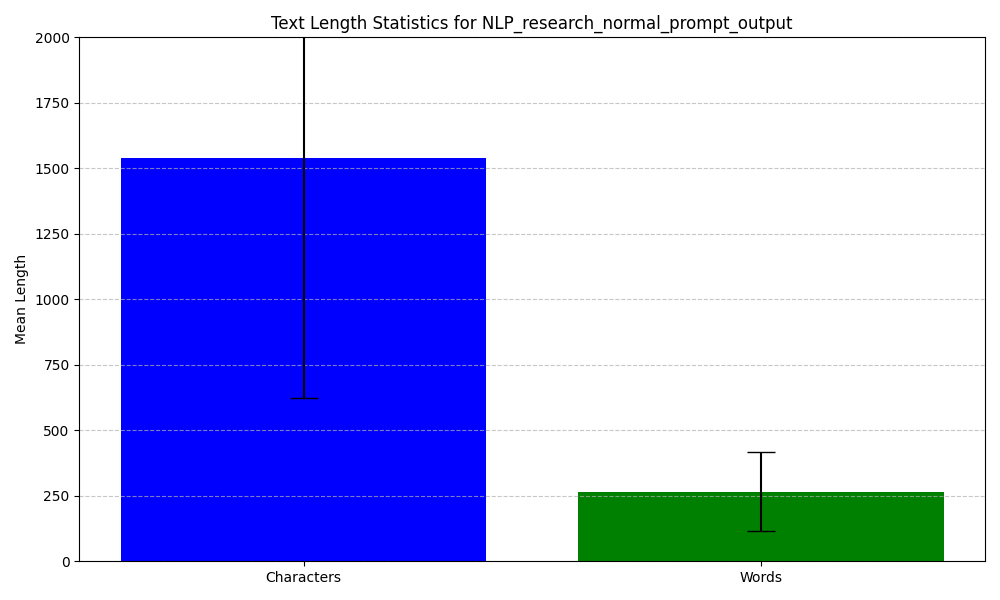 Text Length Statistics for NLP_research_normal_prompt_output
2000
1750
1500
1250
1000
750
500
250
0
Mean Length
Characters
Words